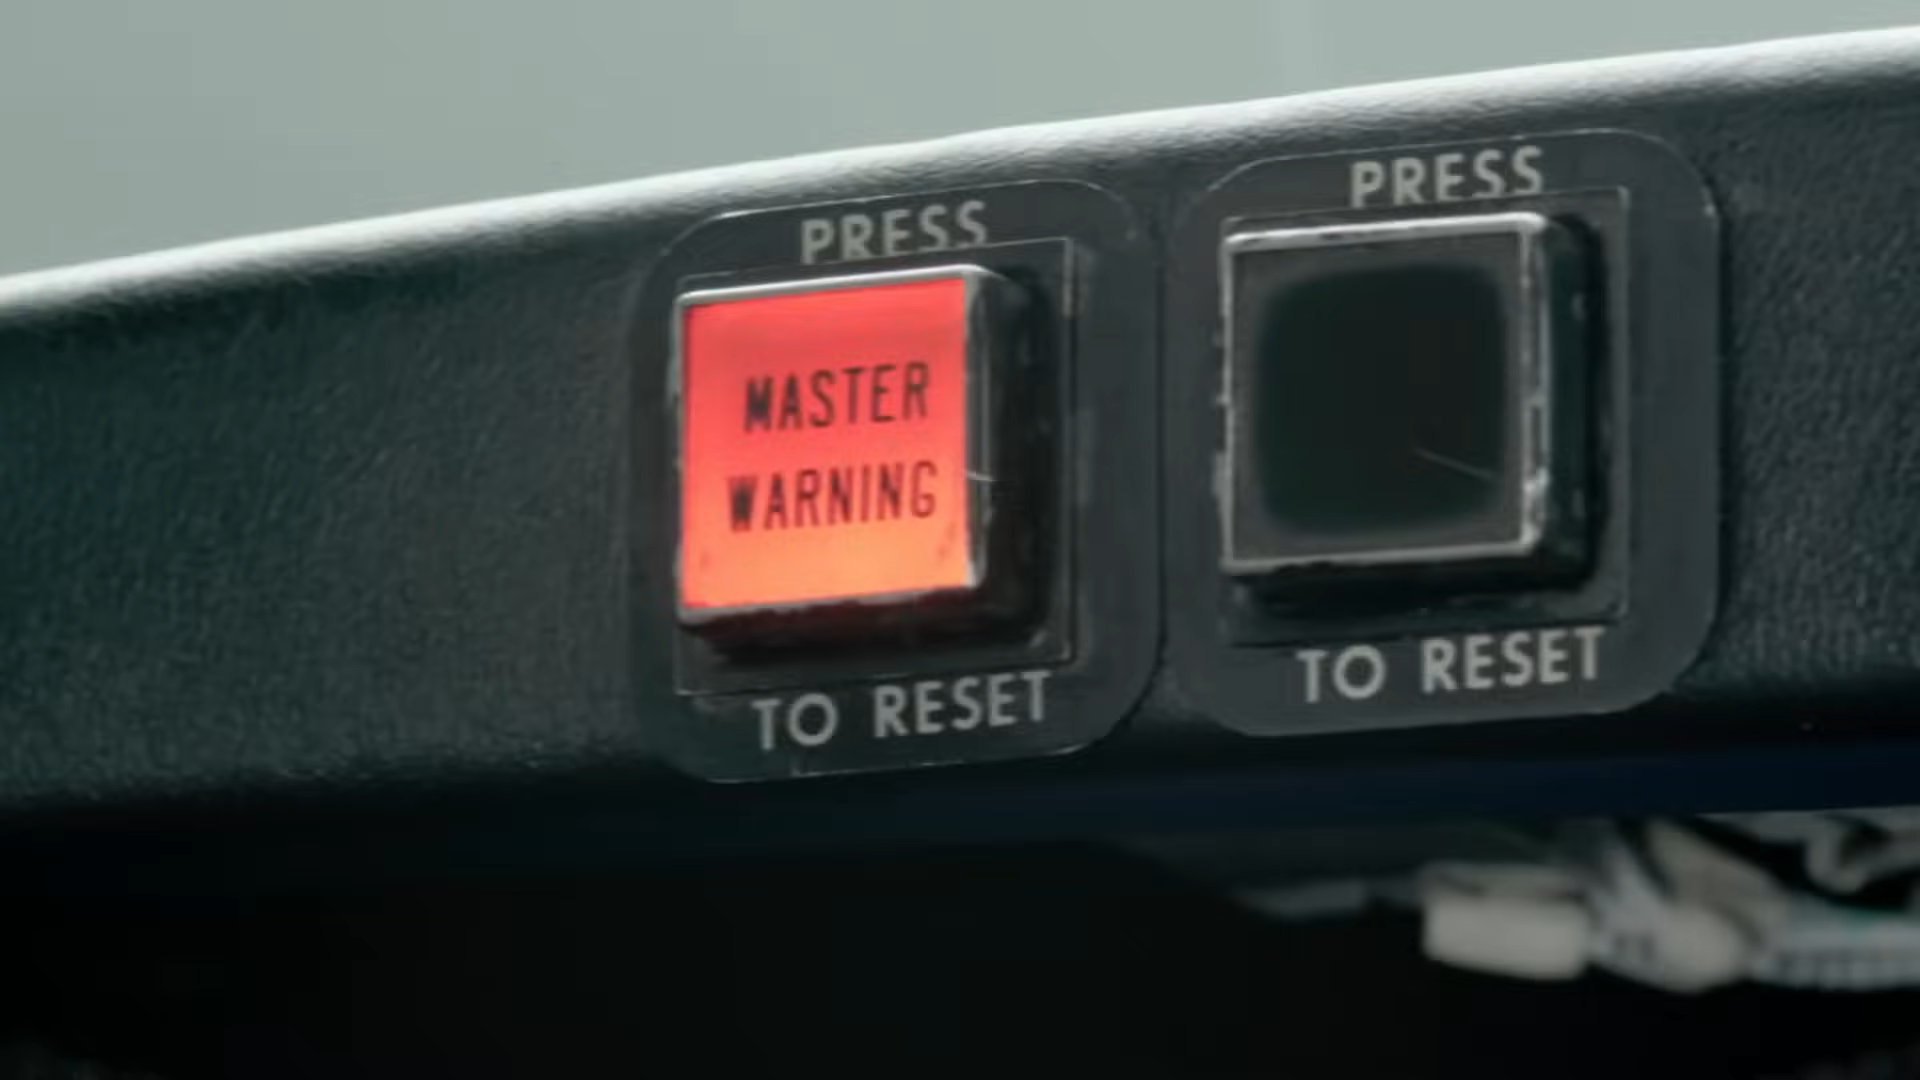 PRESS
MASTER
WARNING
TO RESET
PRESS
TO RESET